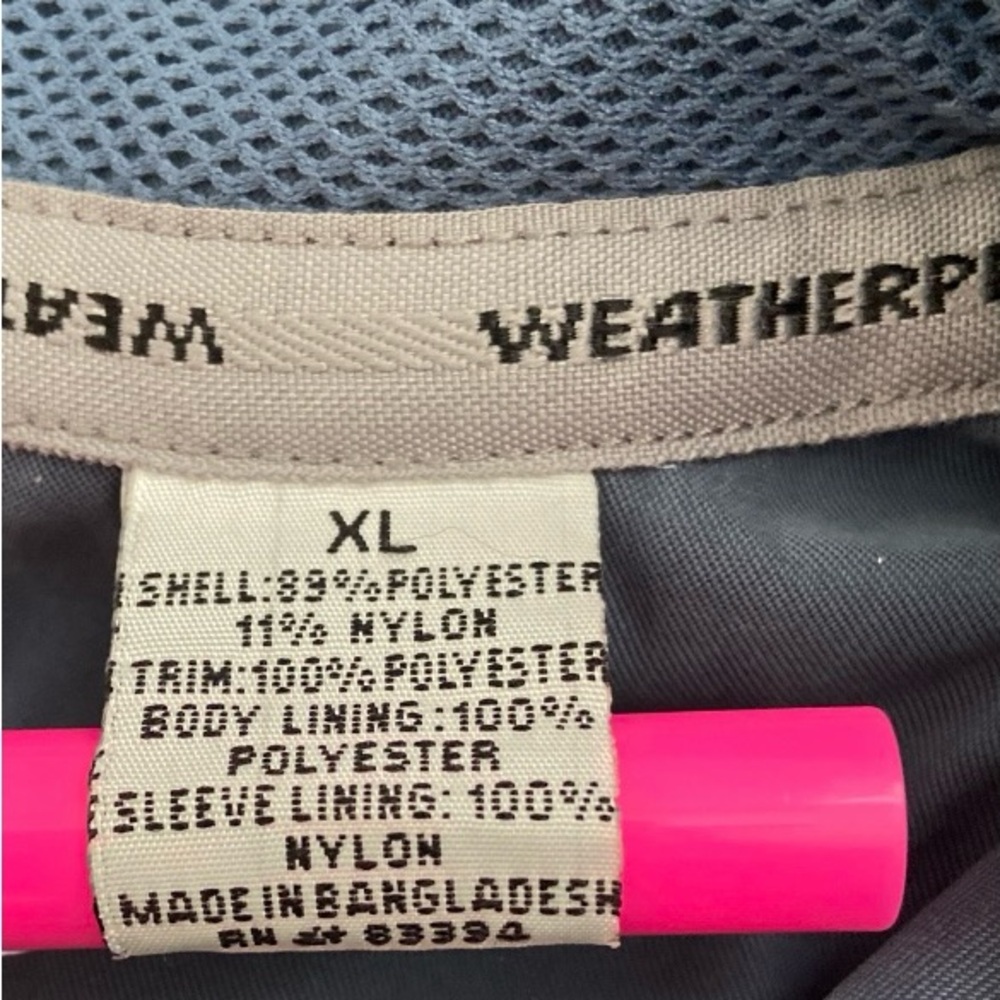 WEATHERP
XL
SHELL:89%POLYESTER
11% NYLON
TRIM:100%POLYESTER
BODY LINING:100%
POLYESTER
SLEEVE LINING: 100%
NYLON
MADE IN BANGLADESH
RN # 83394